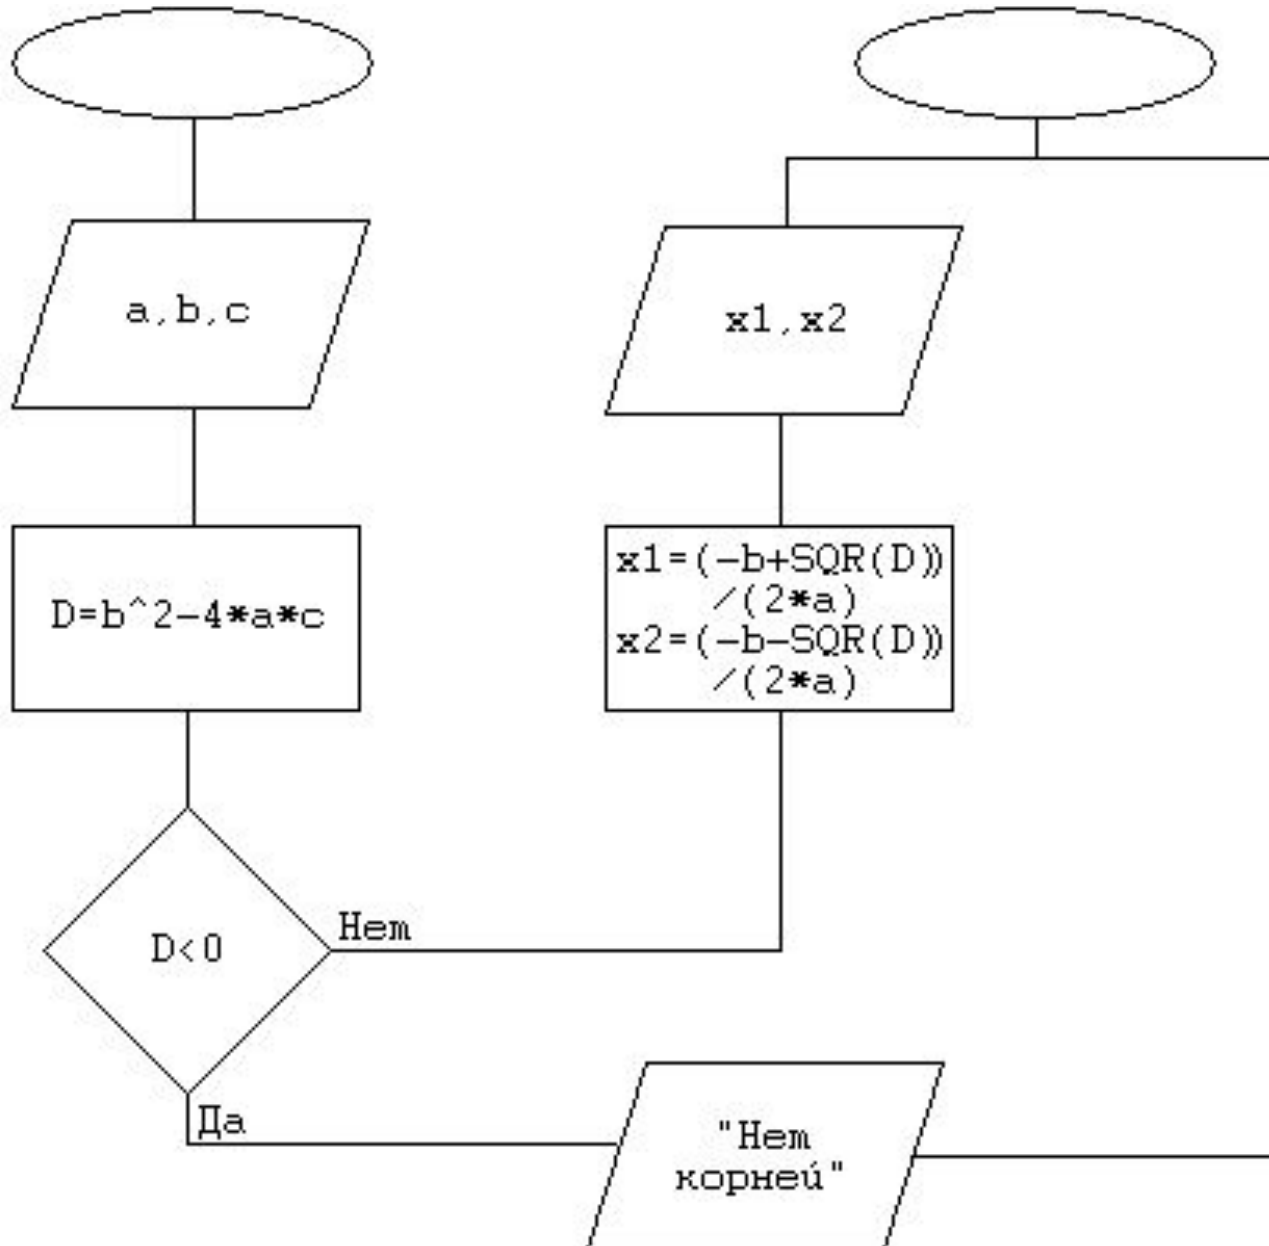 a,b,c
D=b^2-4*a*c
D<0
Нет
Да
x1,x2
x1=(-b+SQR(D))
/(2*a)
x2=(-b-SQR(D))
/(2*a)
"Нет
корней"